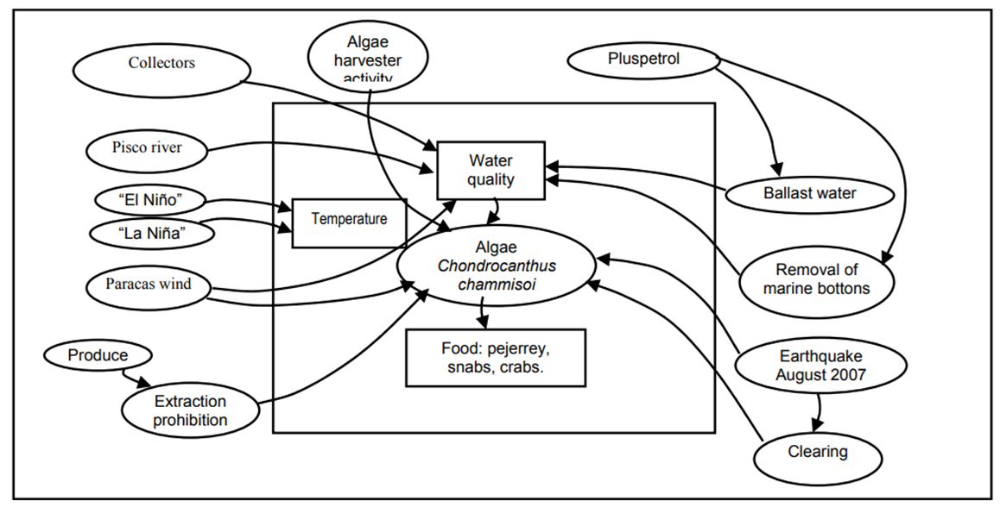 Collectors
Algae
harvester
activity
Pluspetrol
Pisco river
Water
quality
"El Niño"
Temperature
Ballast water
"La Niña"
Algae
Chondrocanthus
chammisoi
Paracas wind
Removal of
marine bottons
Produce
Food: pejerrey,
snabs, crabs.
Earthquake
August 2007
Extraction
prohibition
Clearing